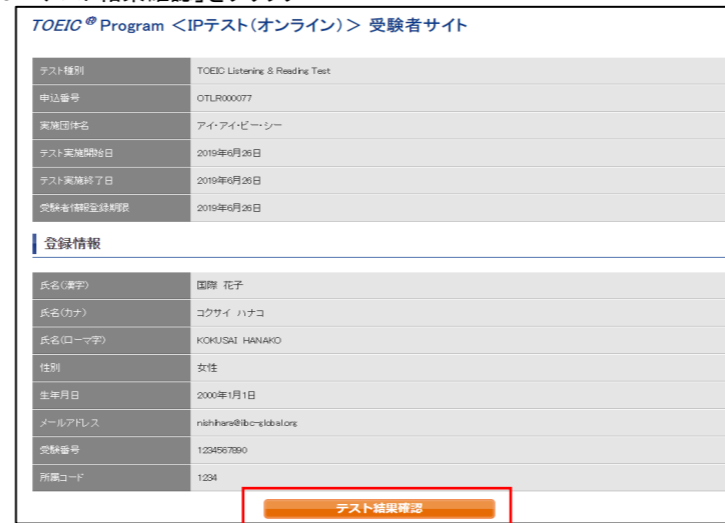 TOEIC® Program ＜IPテスト(オンライン)＞ 受験者サイト
テスト種別 TOEIC Listening & Reading Test
申込番号 OTLR000077
実施団体名 アイ・アイ・ビー・シー
テスト実施開始日 2019年6月26日
テスト実施終了日 2019年6月26日
受験者情報登録期限 2019年6月26日
登録情報
氏名(漢字) 国際 花子
氏名(カナ) コクサイ ハナコ
氏名(ローマ字) KOKUSAI HANAKO
性別 女性
生年月日 2000年1月1日
メールアドレス nishihara@iibc-global.org
受験番号 1234567890
所属コード 1234
テスト結果確認